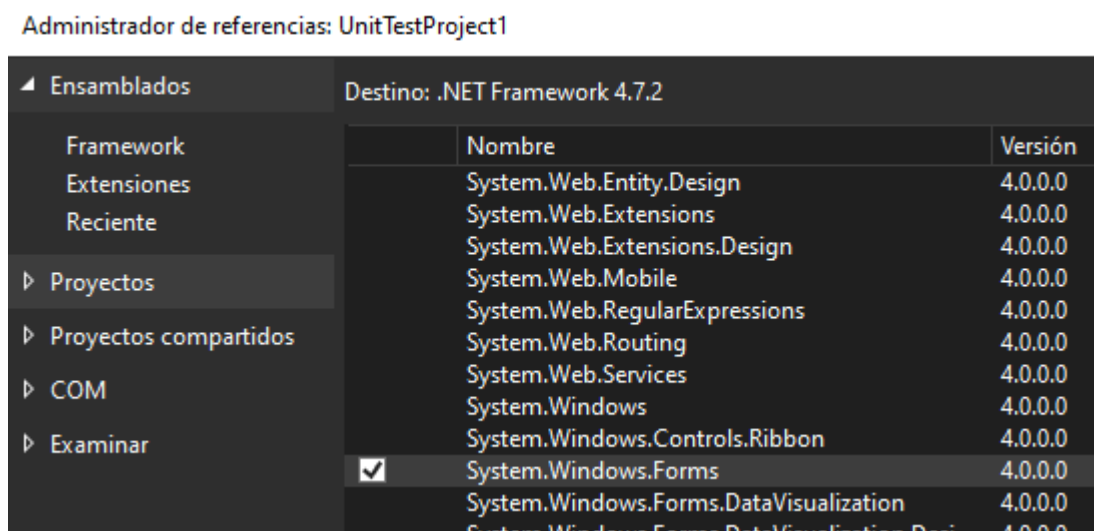 Administrador de referencias: UnitTestProject1
Ensamblados
Framework
Extensiones
Reciente
Proyectos
Proyectos compartidos
COM
Examinar
Destino: .NET Framework 4.7.2
Nombre Versión
System.Web.Entity.Design 4.0.0.0
System.Web.Extensions 4.0.0.0
System.Web.Extensions.Design 4.0.0.0
System.Web.Mobile 4.0.0.0
System.Web.RegularExpressions 4.0.0.0
System.Web.Routing 4.0.0.0
System.Web.Services 4.0.0.0
System.Windows 4.0.0.0
System.Windows.Controls.Ribbon 4.0.0.0
System.Windows.Forms 4.0.0.0
System.Windows.Forms.DataVisualization 4.0.0.0